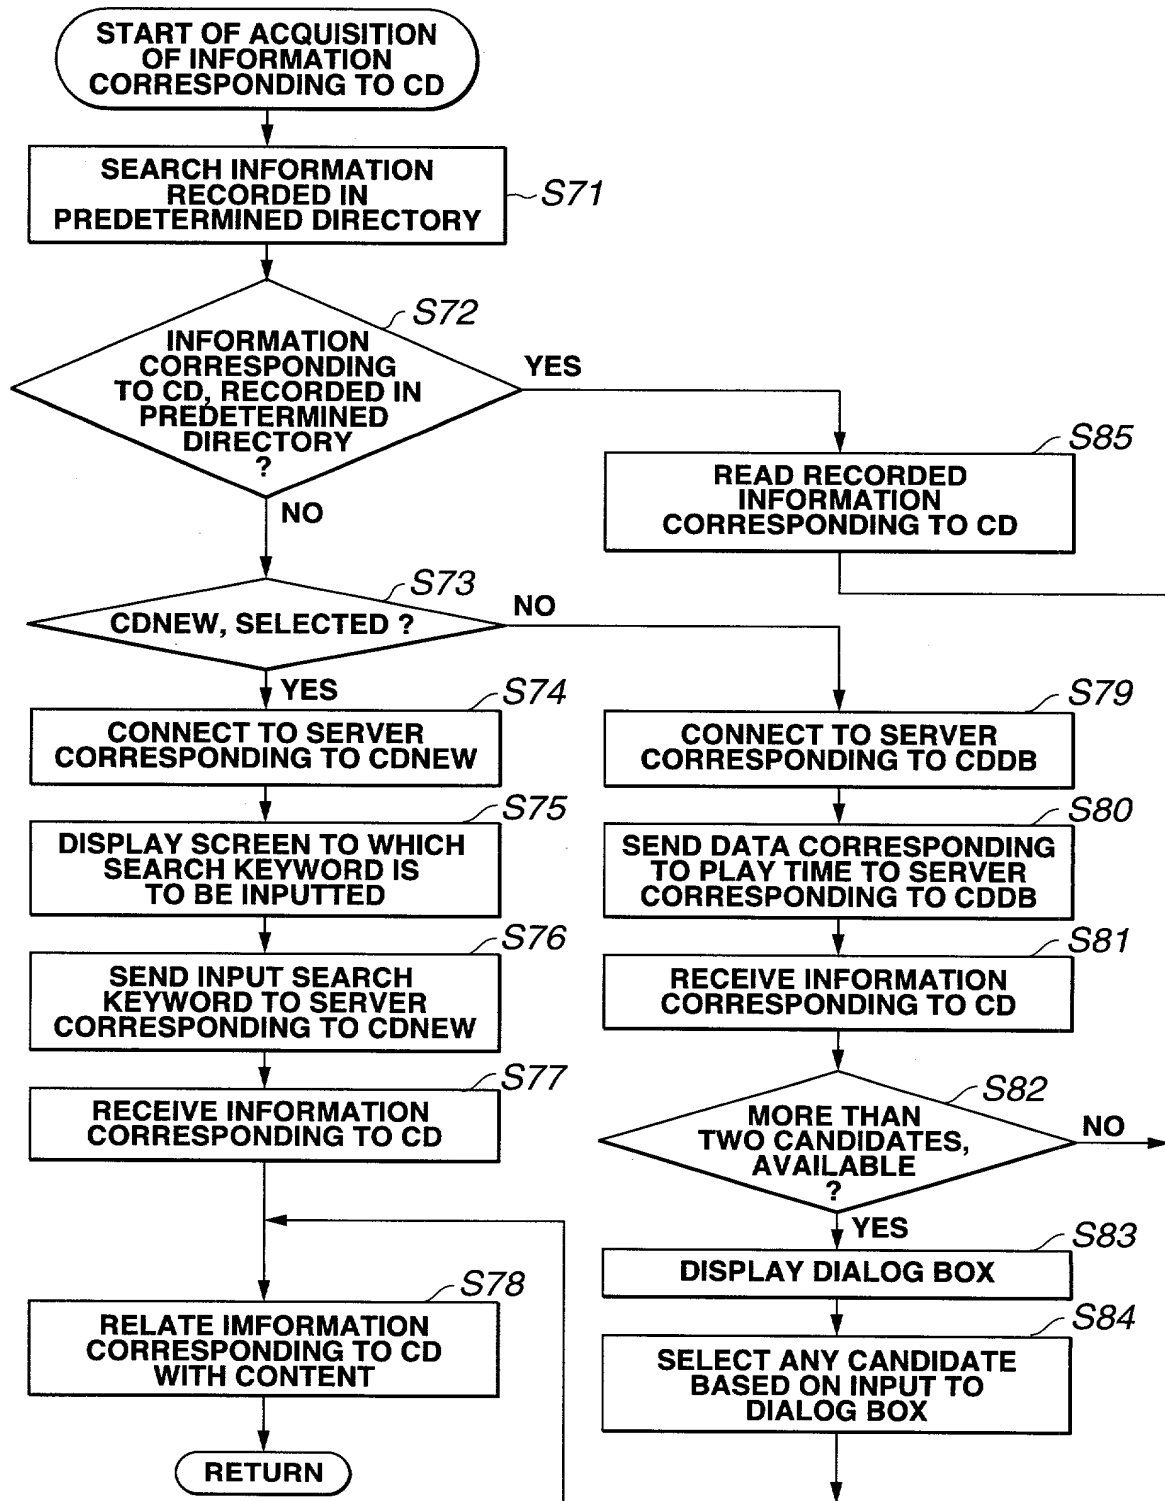 START OF ACQUISITION
OF INFORMATION
CORRESPONDING TO CD
SEARCH INFORMATION
RECORDED IN
PREDETERMINED DIRECTORY
S71
S72
INFORMATION
CORRESPONDING
TO CD, RECORDED IN
PREDETERMINED
DIRECTORY
?
YES
NO
S85
READ RECORDED
INFORMATION
CORRESPONDING TO CD
S73
CDNEW, SELECTED ?
NO
YES
S74
CONNECT TO SERVER
CORRESPONDING TO CDNEW
S75
DISPLAY SCREEN TO WHICH
SEARCH KEYWORD IS
TO BE INPUTTED
S76
SEND INPUT SEARCH
KEYWORD TO SERVER
CORRESPONDING TO CDNEW
S77
RECEIVE INFORMATION
CORRESPONDING TO CD
S78
RELATE IMFORMATION
CORRESPONDING TO CD
WITH CONTENT
RETURN
S79
CONNECT TO SERVER
CORRESPONDING TO CDDB
S80
SEND DATA CORRESPONDING
TO PLAY TIME TO SERVER
CORRESPONDING TO CDDB
S81
RECEIVE INFORMATION
CORRESPONDING TO CD
S82
MORE THAN
TWO CANDIDATES,
AVAILABLE
?
NO
YES
S83
DISPLAY DIALOG BOX
S84
SELECT ANY CANDIDATE
BASED ON INPUT TO
DIALOG BOX